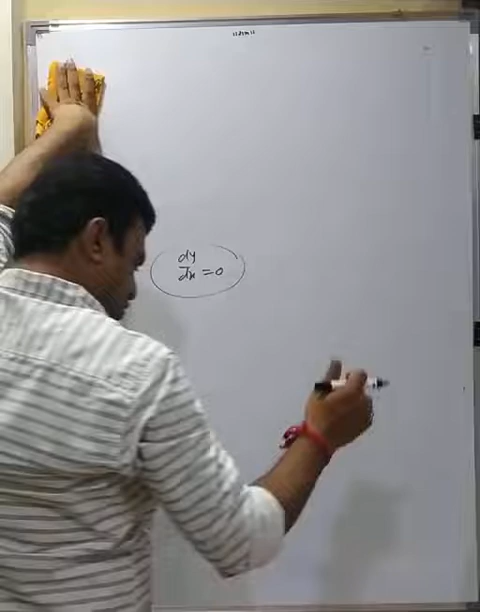 dy
dx = 0